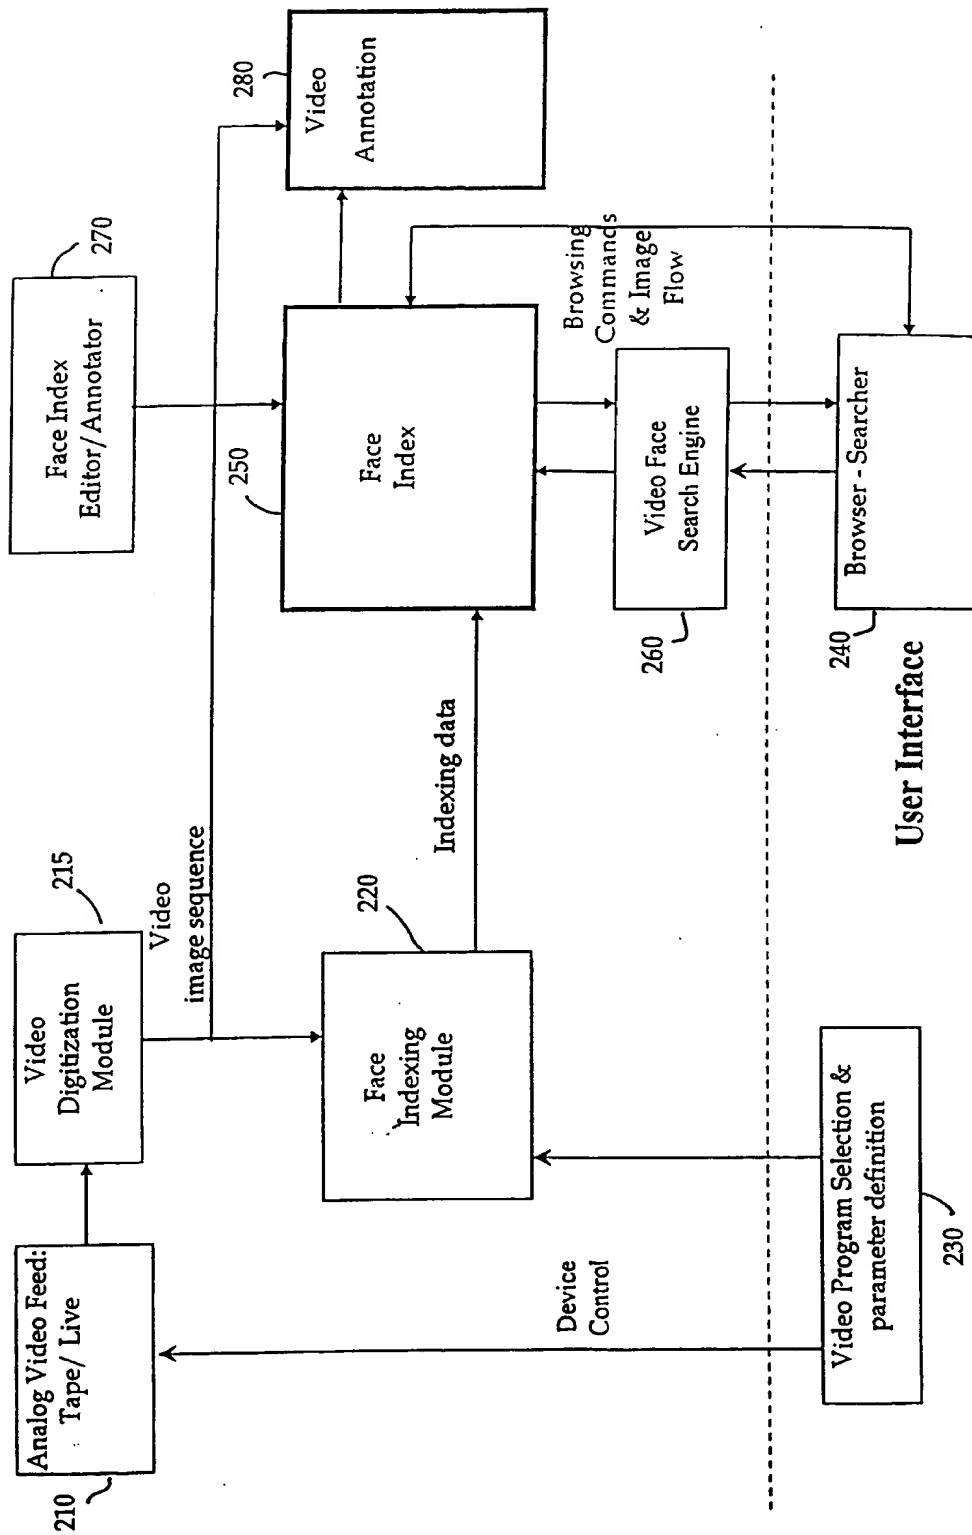 210
Analog Video Feed:
Tape/ Live
Video
Digitization
Module
215
Face Index
Editor/Annotator
270
Video
image sequence
Device
Control
Face
Indexing
Module
220
Indexing data
250
Face
Index
280
Video
Annotation
Browsing
Commands
& Image
Flow
260
Video Face
Search Engine
Video Program Selection &
parameter definition
230
User Interface
240
Browser - Searcher